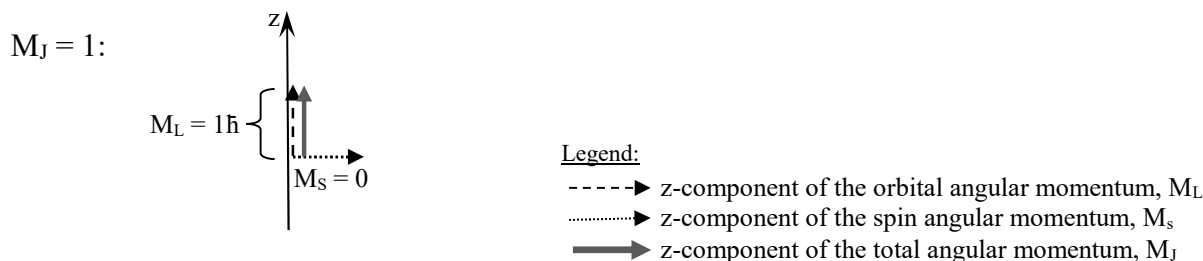 z
M_J = 1:
M_L = 1ħ
M_S = 0
Legend:
z-component of the orbital angular momentum, M_L
z-component of the spin angular momentum, M_s
z-component of the total angular momentum, M_J